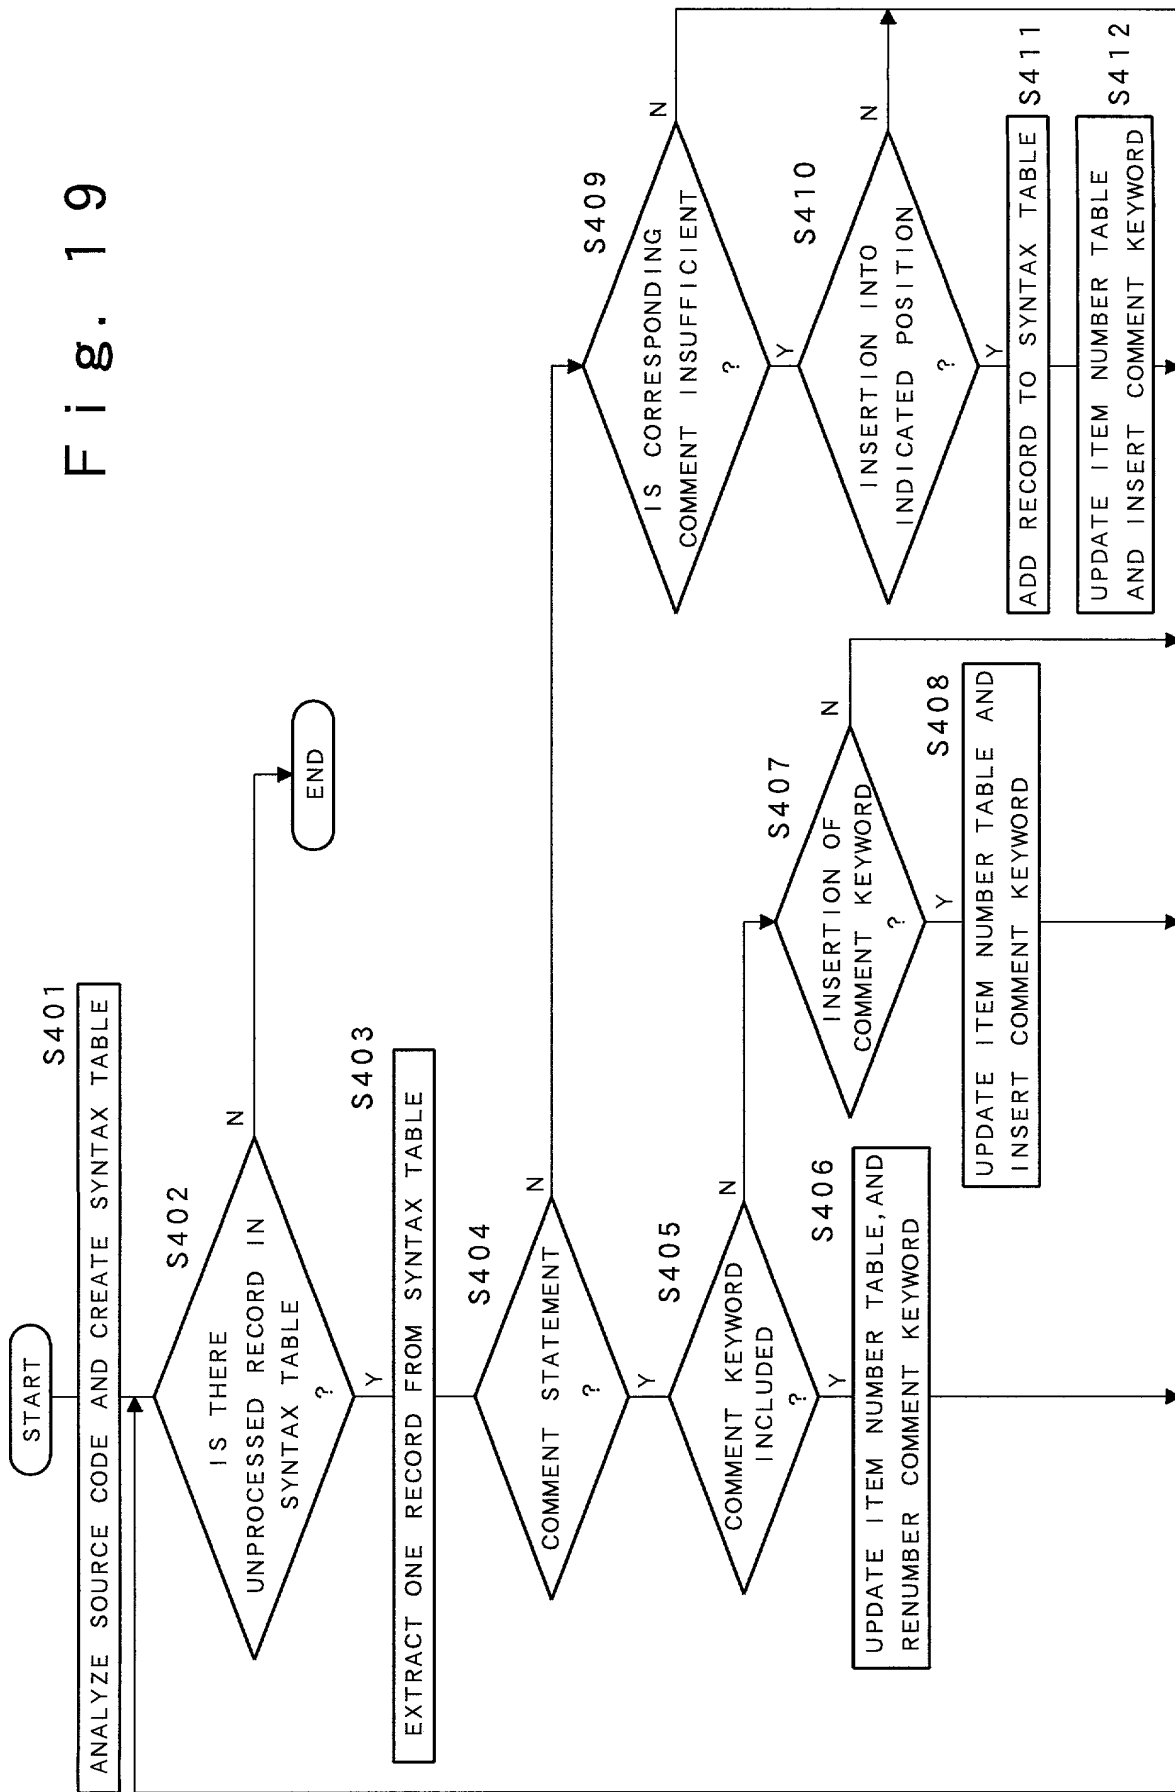 Fig. 19
START
S401
ANALYZE SOURCE CODE AND CREATE SYNTAX TABLE
S402
IS THERE
UNPROCESSED RECORD IN
SYNTAX TABLE
?
N
Y
END
S403
EXTRACT ONE RECORD FROM SYNTAX TABLE
S404
COMMENT STATEMENT
?
N
Y
S405
COMMENT KEYWORD
INCLUDED
?
N
Y
S406
UPDATE ITEM NUMBER TABLE, AND
RENUMBER COMMENT KEYWORD
S407
INSERTION OF
COMMENT KEYWORD
?
N
Y
S408
UPDATE ITEM NUMBER TABLE AND
INSERT COMMENT KEYWORD
S409
IS CORRESPONDING
COMMENT INSUFFICIENT
?
N
Y
S410
INSERTION INTO
INDICATED POSITION
?
N
Y
S411
ADD RECORD TO SYNTAX TABLE
S412
UPDATE ITEM NUMBER TABLE
AND INSERT COMMENT KEYWORD